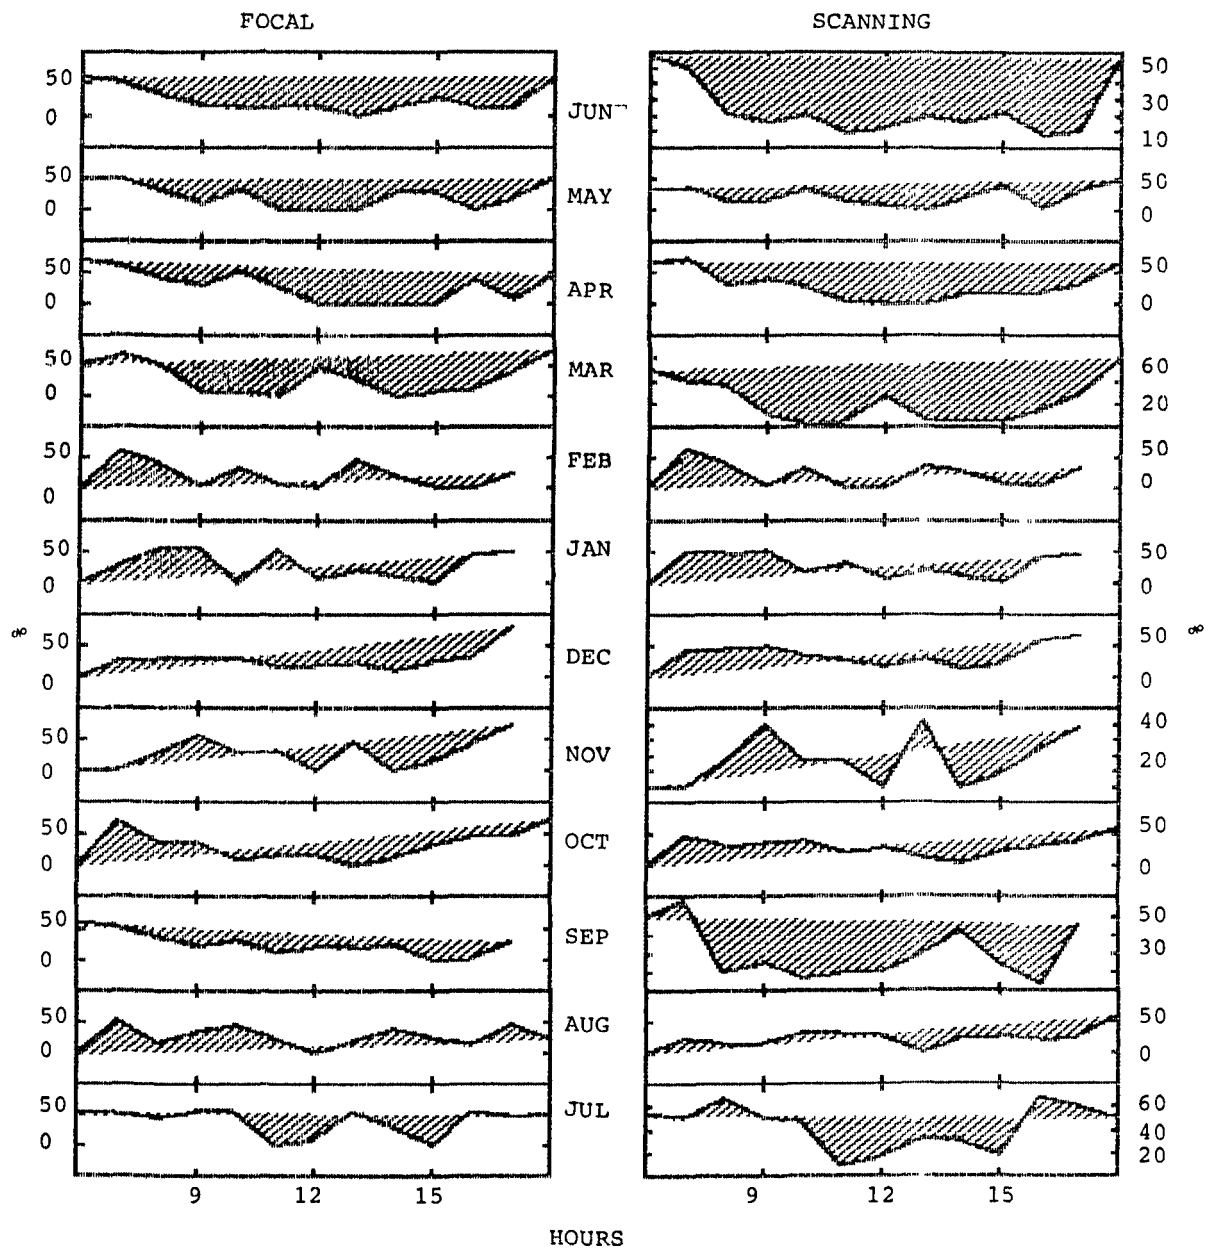 FOCAL SCANNING
50 50
0 JUN 30
10
50 MAY 50
0 0
50 APR 50
0 0
50 MAR 60
0 20
50 FEB 50
0 0
50 JAN 50
0 0
% 50 DEC 50 %
0 0
50 NOV 40
0 20
50 OCT 50
0 0
50 SEP 50
0 30
50 AUG 50
0 0
50 JUL 60
0 40
20
9 12 15 9 12 15
HOURS